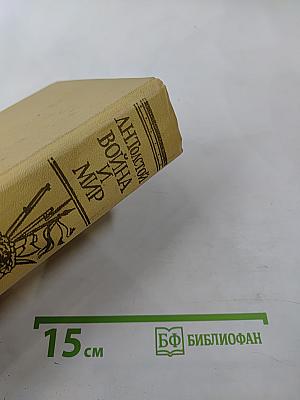 Л.Н.ТОЛСТОЙ
ВОЙНА
И
МИР
15 см
БФ БИБЛИОФАН